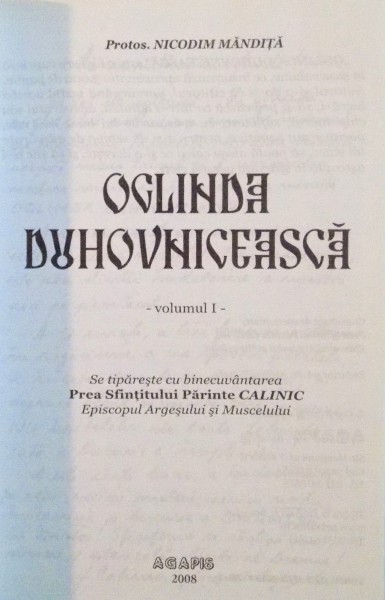 Protos. NICODIM MĂNDIȚĂ
OGLINDA
DUHOVNICEASCĂ
- volumul I -
Se tipărește cu binecuvântarea
Prea Sfințitului Părinte CALINIC
Episcopul Argeșului și Muscelului
AGAPIS
2008